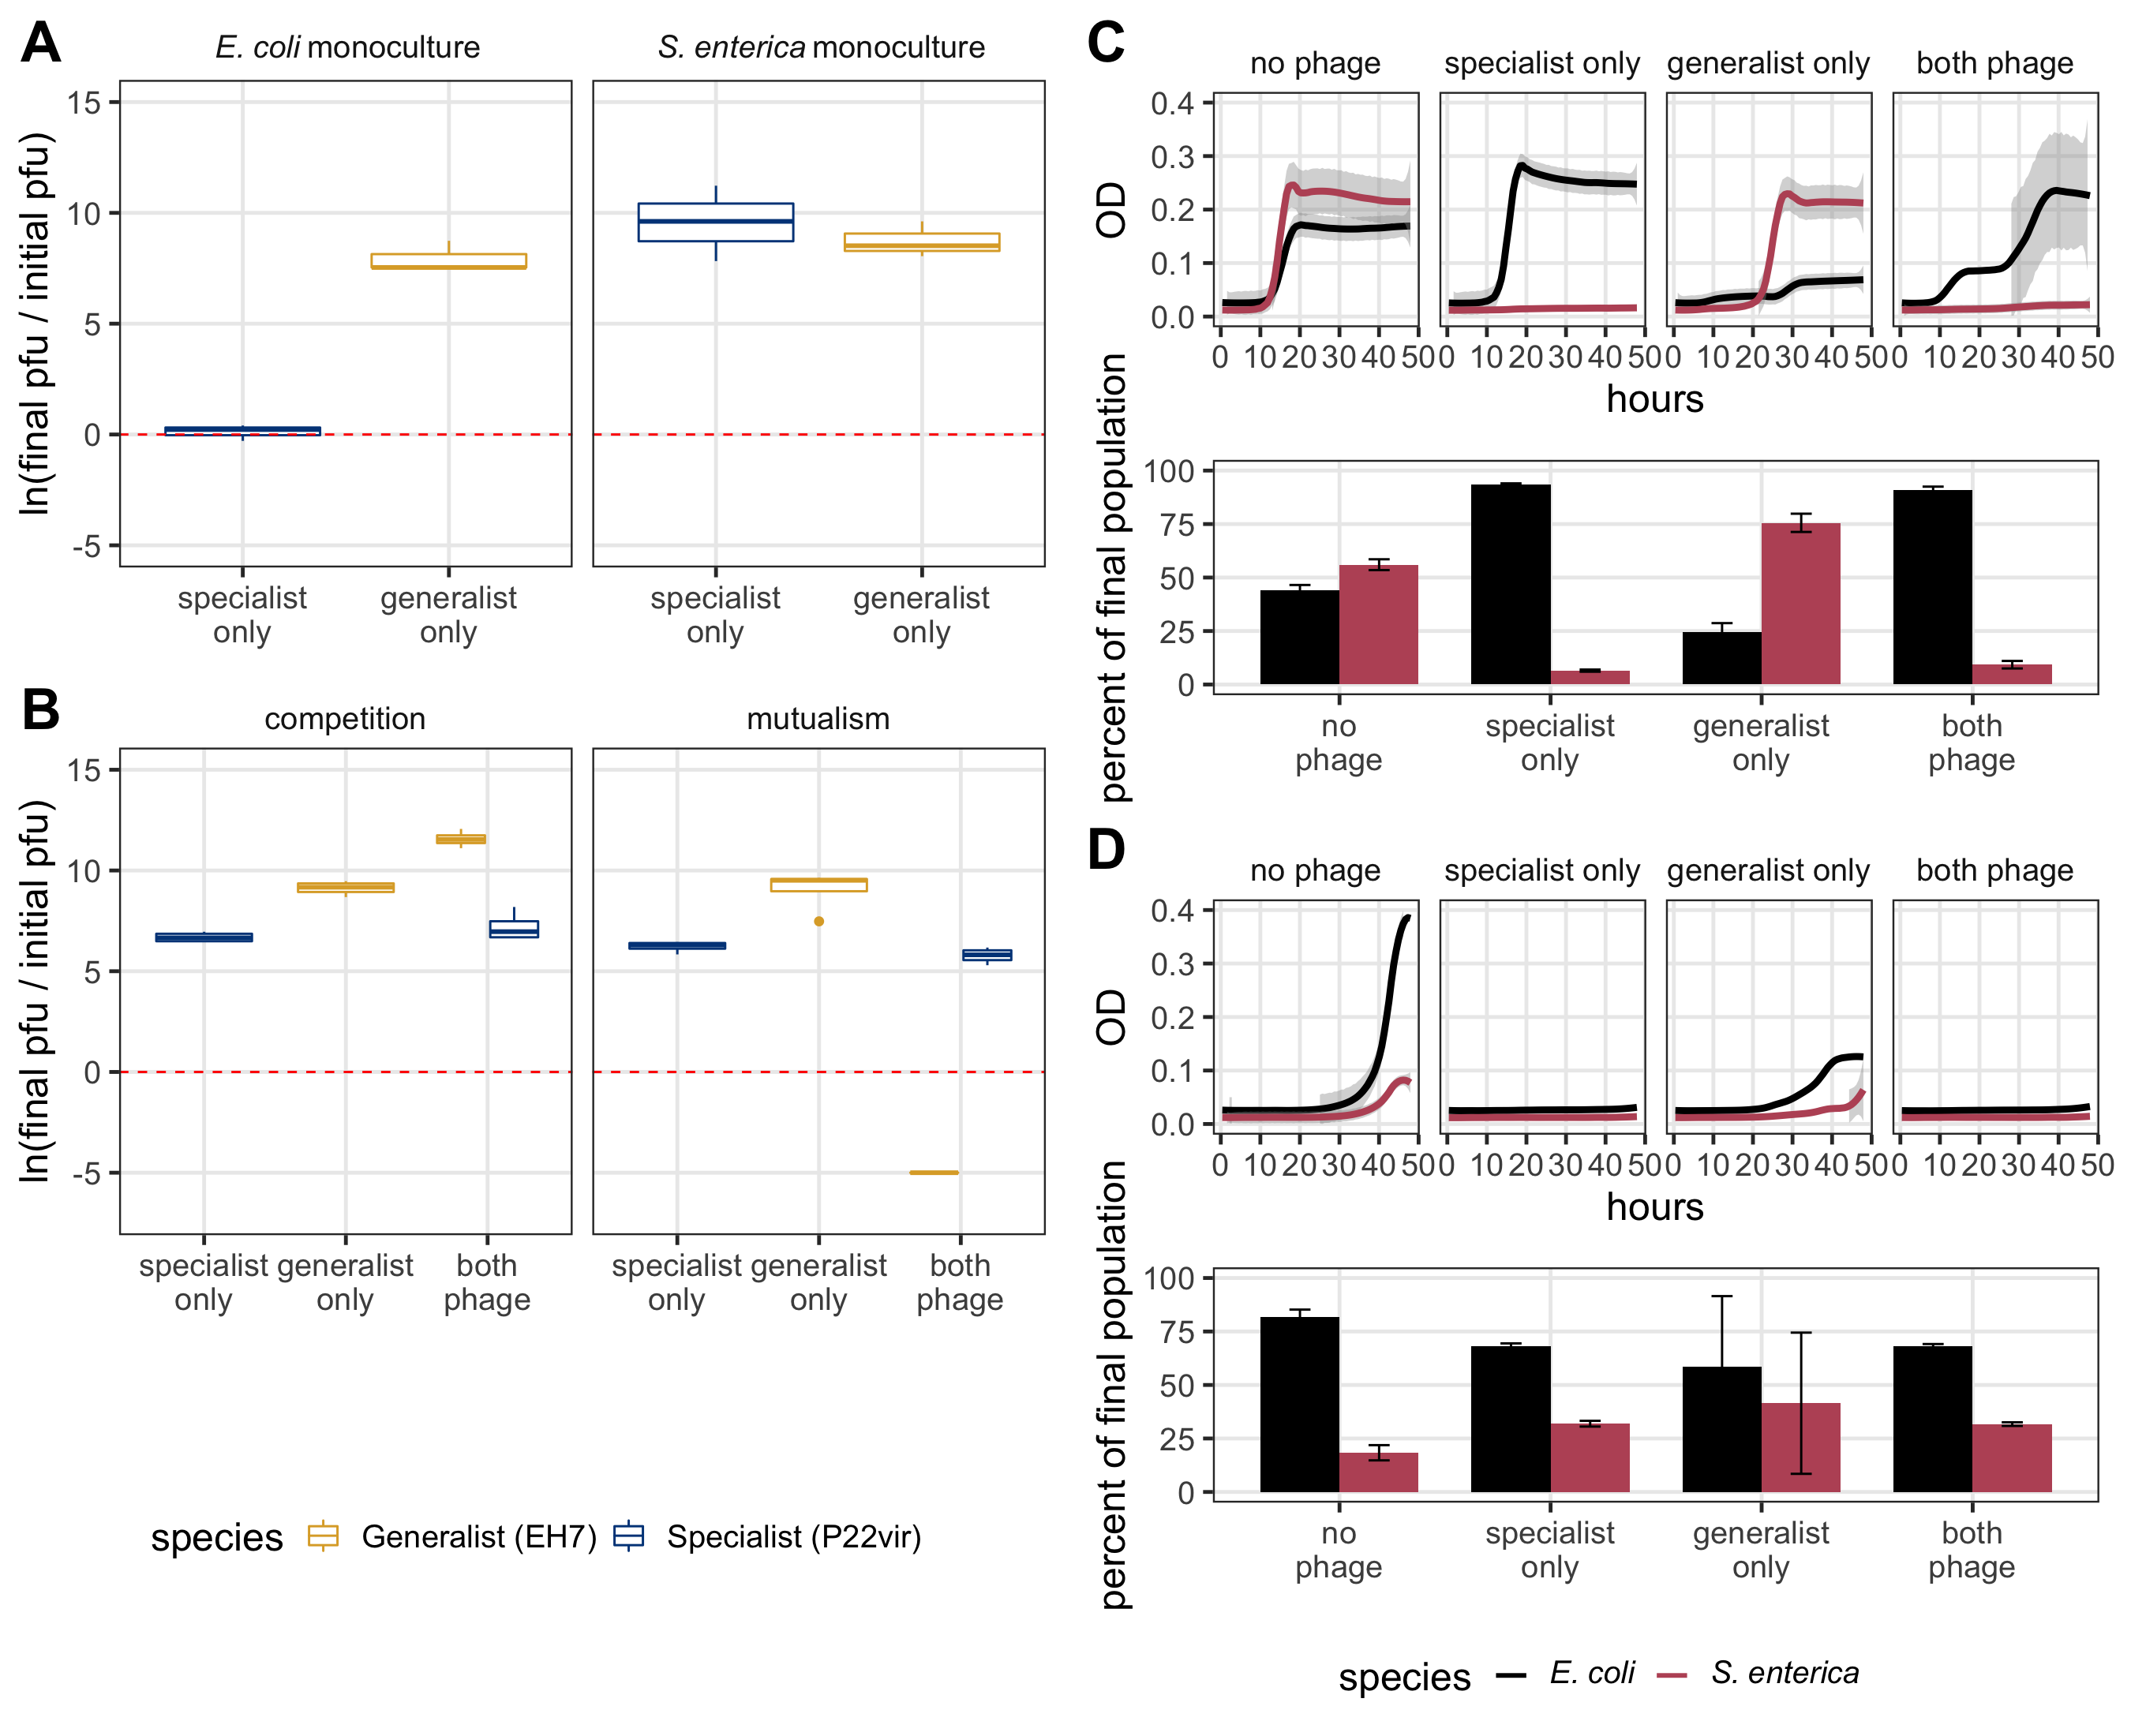 A
E. coli monoculture
S. enterica monoculture
ln(final pfu / initial pfu)
15
10
5
0
-5
specialist only
generalist only
specialist only
generalist only
B
competition
mutualism
ln(final pfu / initial pfu)
15
10
5
0
-5
specialist only
generalist only
both phage
specialist only
generalist only
both phage
species
Generalist (EH7)
Specialist (P22vir)
C
no phage
specialist only
generalist only
both phage
OD
0.4
0.3
0.2
0.1
0.0
0 10 20 30 40 50
0 10 20 30 40 50
0 10 20 30 40 50
0 10 20 30 40 50
hours
percent of final population
100
75
50
25
0
no phage
specialist only
generalist only
both phage
D
no phage
specialist only
generalist only
both phage
OD
0.4
0.3
0.2
0.1
0.0
0 10 20 30 40 50
0 10 20 30 40 50
0 10 20 30 40 50
0 10 20 30 40 50
hours
percent of final population
100
75
50
25
0
no phage
specialist only
generalist only
both phage
species
E. coli
S. enterica